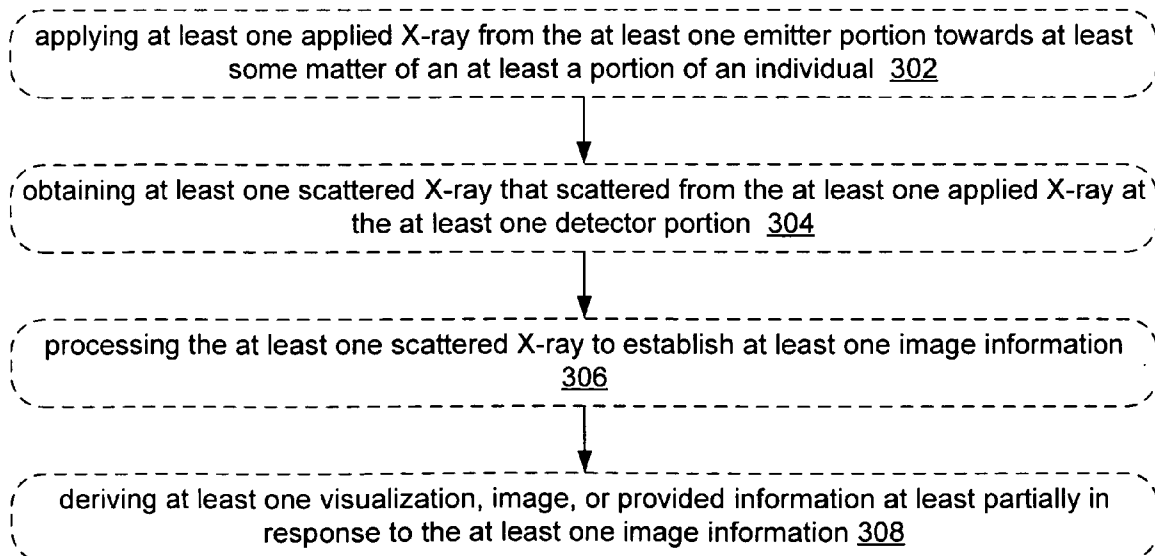 applying at least one applied X-ray from the at least one emitter portion towards at least
some matter of an at least a portion of an individual 302
obtaining at least one scattered X-ray that scattered from the at least one applied X-ray at
the at least one detector portion 304
processing the at least one scattered X-ray to establish at least one image information
306
deriving at least one visualization, image, or provided information at least partially in
response to the at least one image information 308